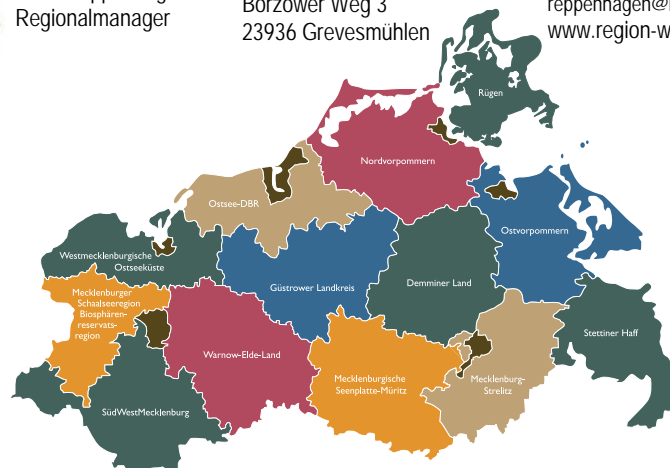 Regionalmanager
Borzower Weg 3
23936 Grevesmühlen
www.region-w
Rügen
Nordvorpommern
Ostsee-DBR
Ostvorpommern
Westmecklenburgische
Ostseeküste
Güstrower Landkreis
Demminer Land
Mecklenburger
Schaalseeregion
Biosphären-
reservats-
region
Stettiner Haff
Warnow-Elde-Land
Mecklenburgische
Seenplatte-Müritz
Mecklenburg-
Strelitz
SüdWestMecklenburg